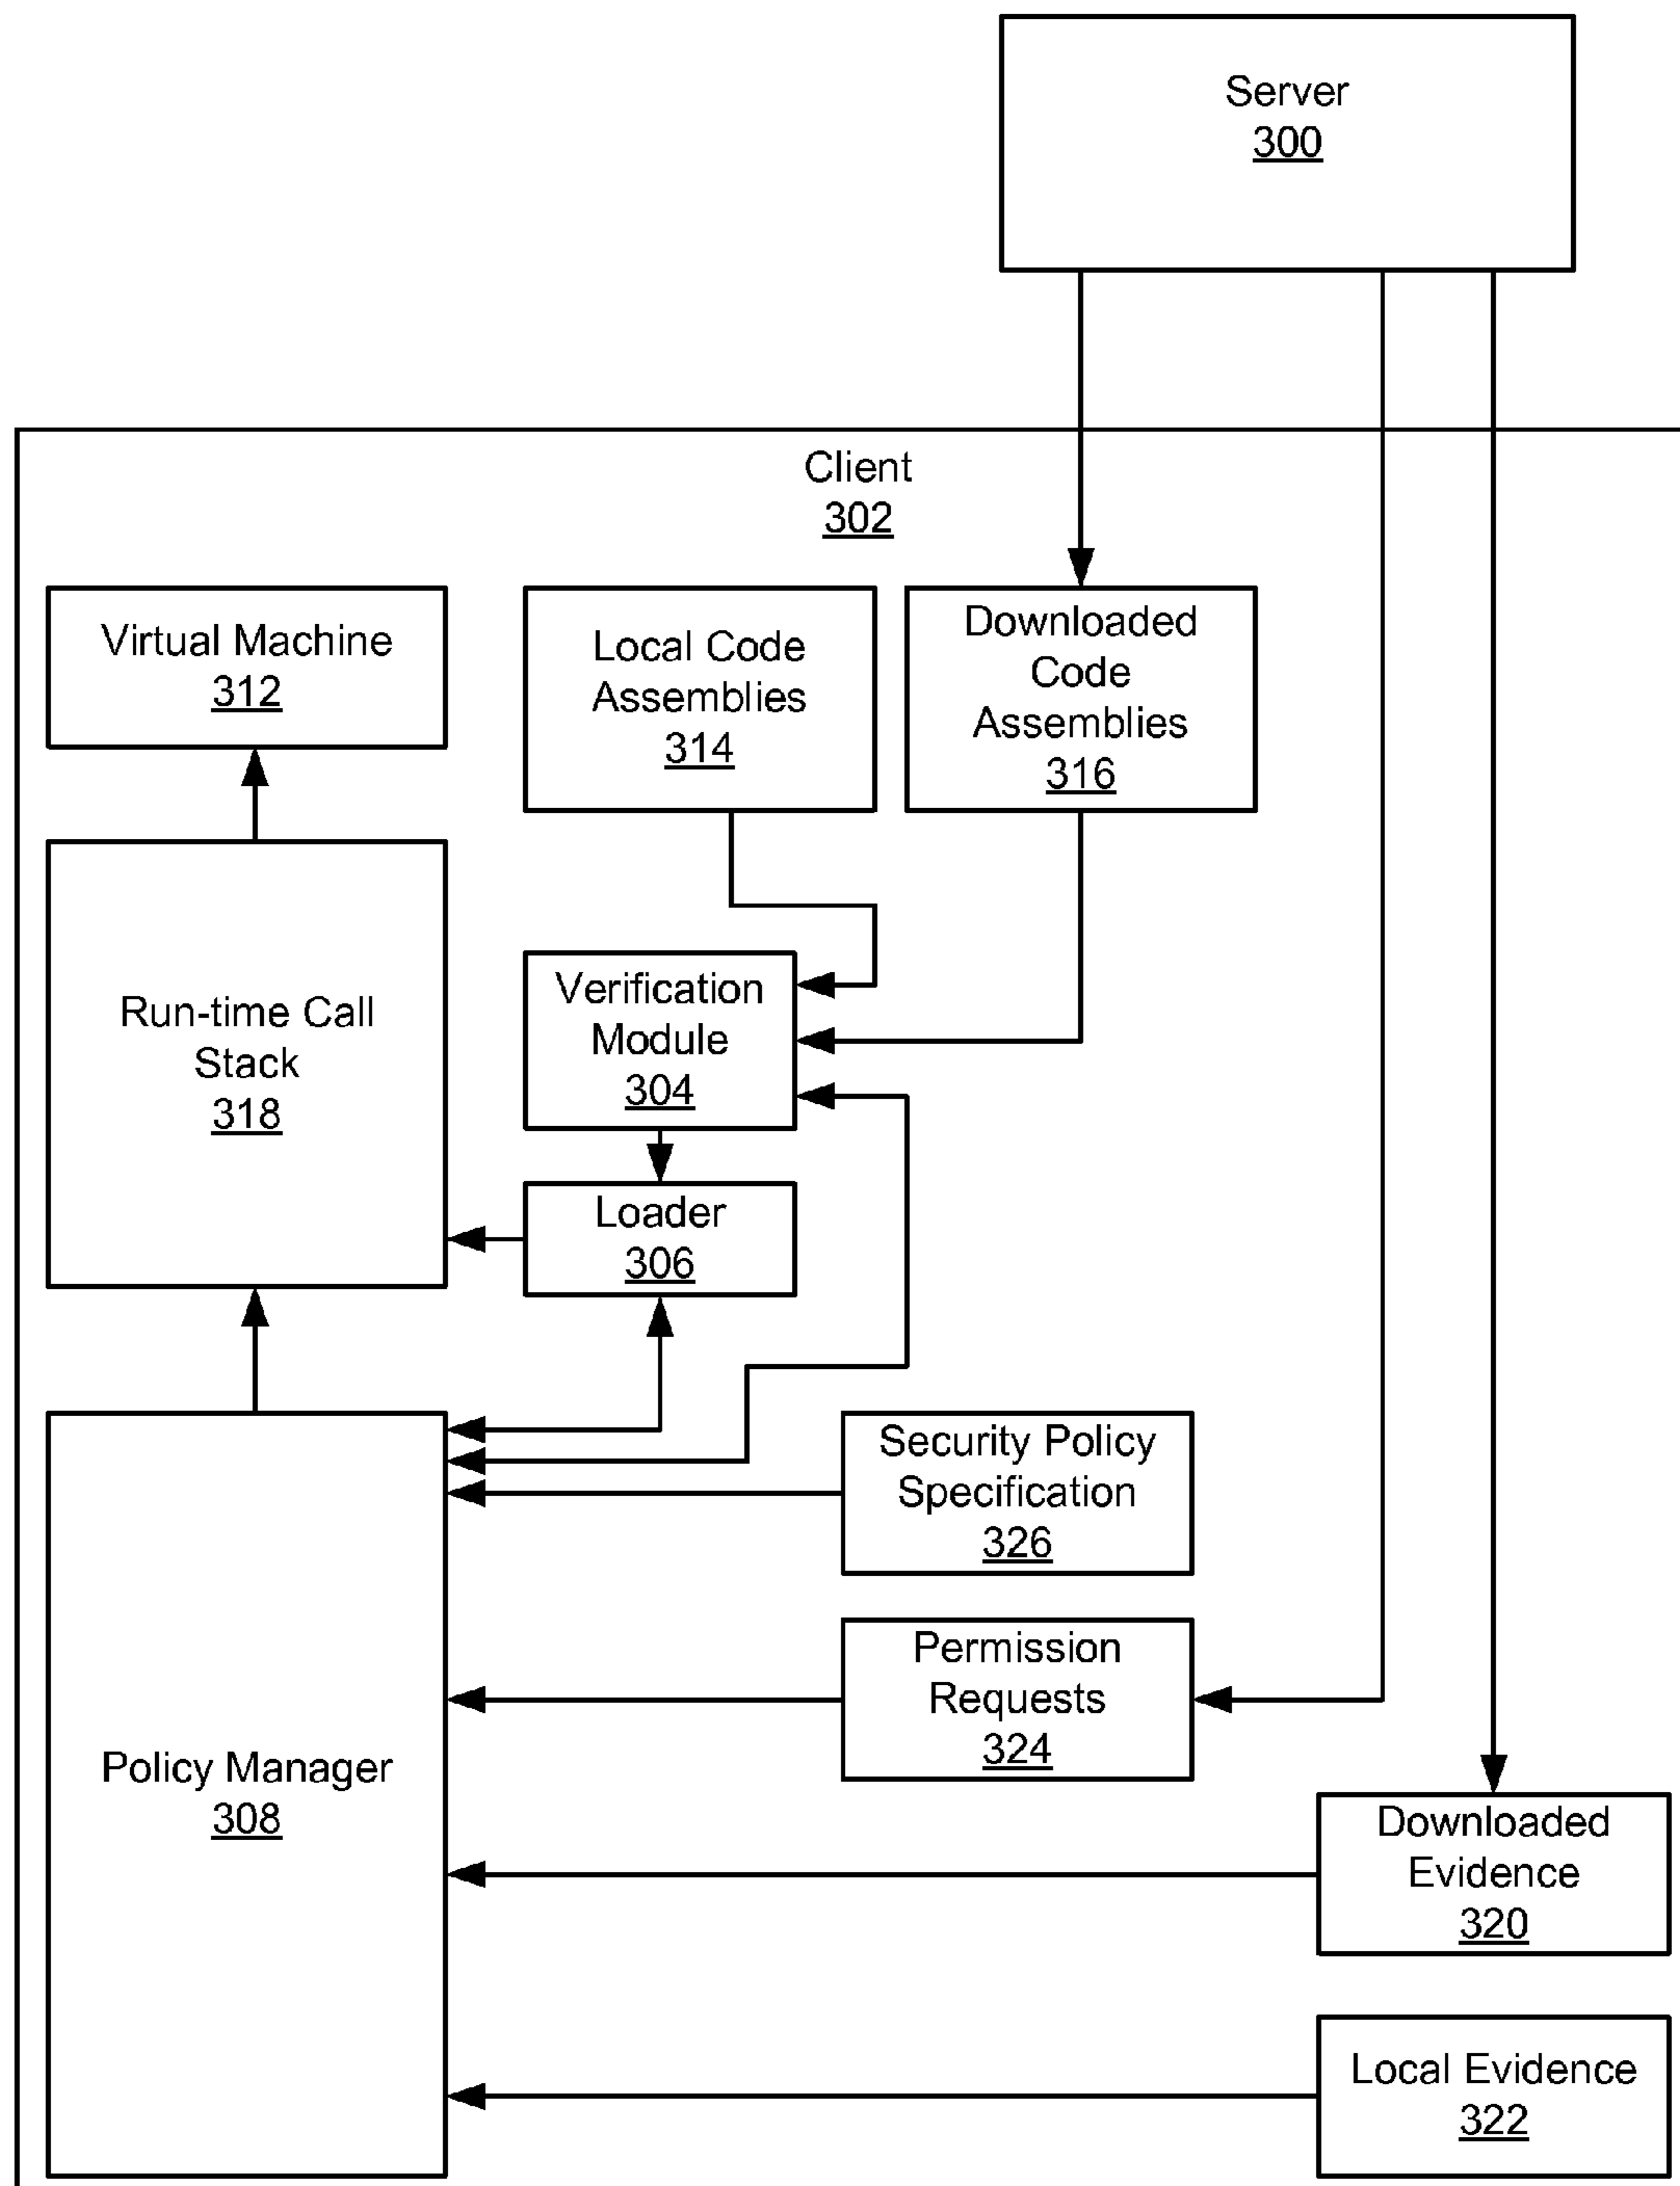 Server
300
Client
302
Virtual Machine
312
Local Code
Assemblies
314
Downloaded
Code
Assemblies
316
Run-time Call
Stack
318
Verification
Module
304
Loader
306
Security Policy
Specification
326
Permission
Requests
324
Policy Manager
308
Downloaded
Evidence
320
Local Evidence
322